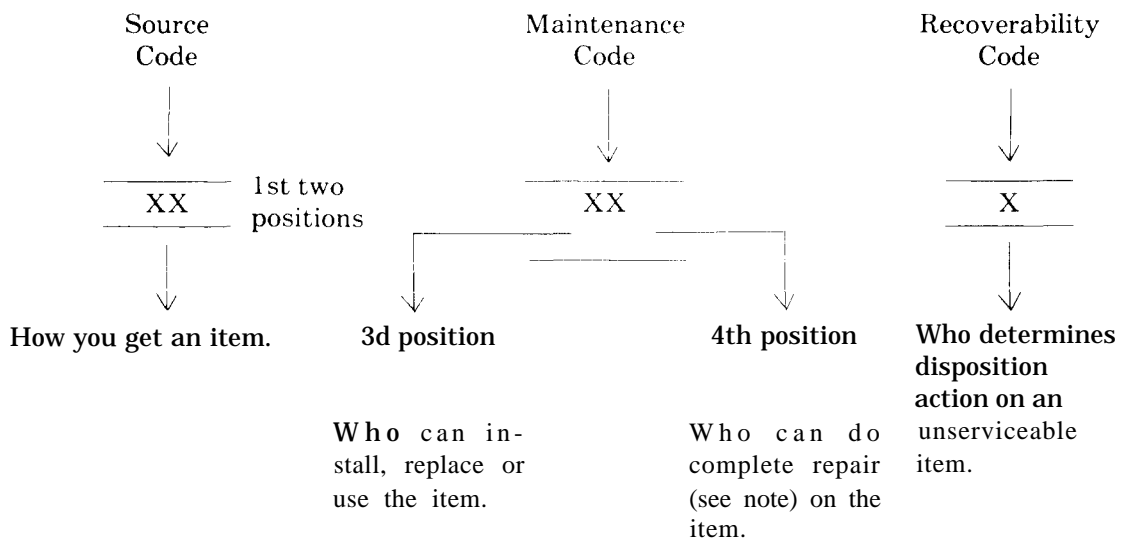 Source
Code
Maintenance
Code
Recoverability
Code
XX
1st two
positions
XX
X
How you get an item.
3d position
4th position
Who determines
disposition
action on an
unserviceable
item.
Who can in-
stall, replace or
use the item.
Who can do
complete repair
(see note) on the
item.